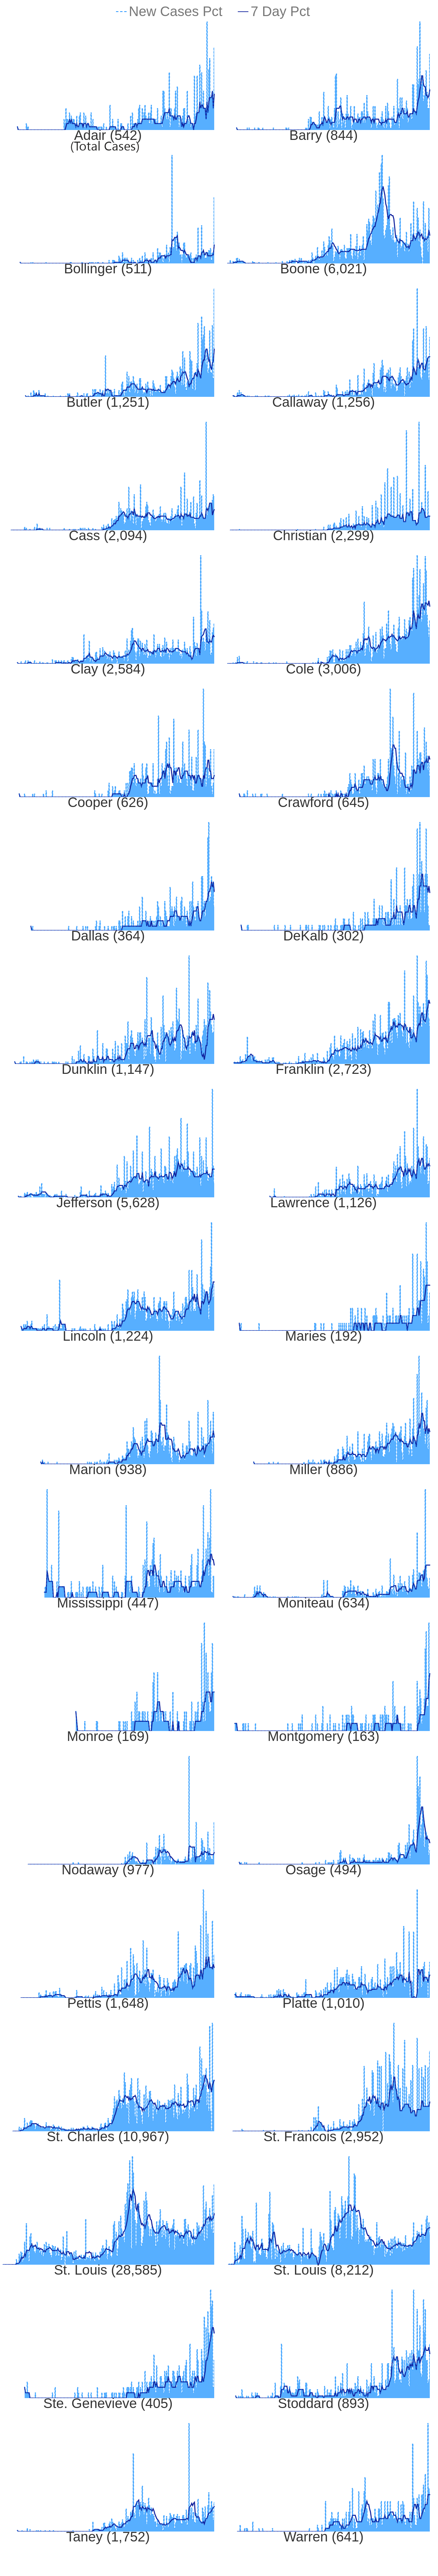 New Cases Pct 7 Day Pct
Adair (542) Barry (844)
(Total Cases)
Bollinger (511) Boone (6,021)
Butler (1,251) Callaway (1,256)
Cass (2,094) Christian (2,299)
Clay (2,584) Cole (3,006)
Cooper (626) Crawford (645)
Dallas (364) DeKalb (302)
Dunklin (1,147) Franklin (2,723)
Jefferson (5,628) Lawrence (1,126)
Lincoln (1,224) Maries (192)
Marion (938) Miller (886)
Mississippi (447) Moniteau (634)
Monroe (169) Montgomery (163)
Nodaway (977) Osage (494)
Pettis (1,648) Platte (1,010)
St. Charles (10,967) St. Francois (2,952)
St. Louis (28,585) St. Louis (8,212)
Ste. Genevieve (405) Stoddard (893)
Taney (1,752) Warren (641)